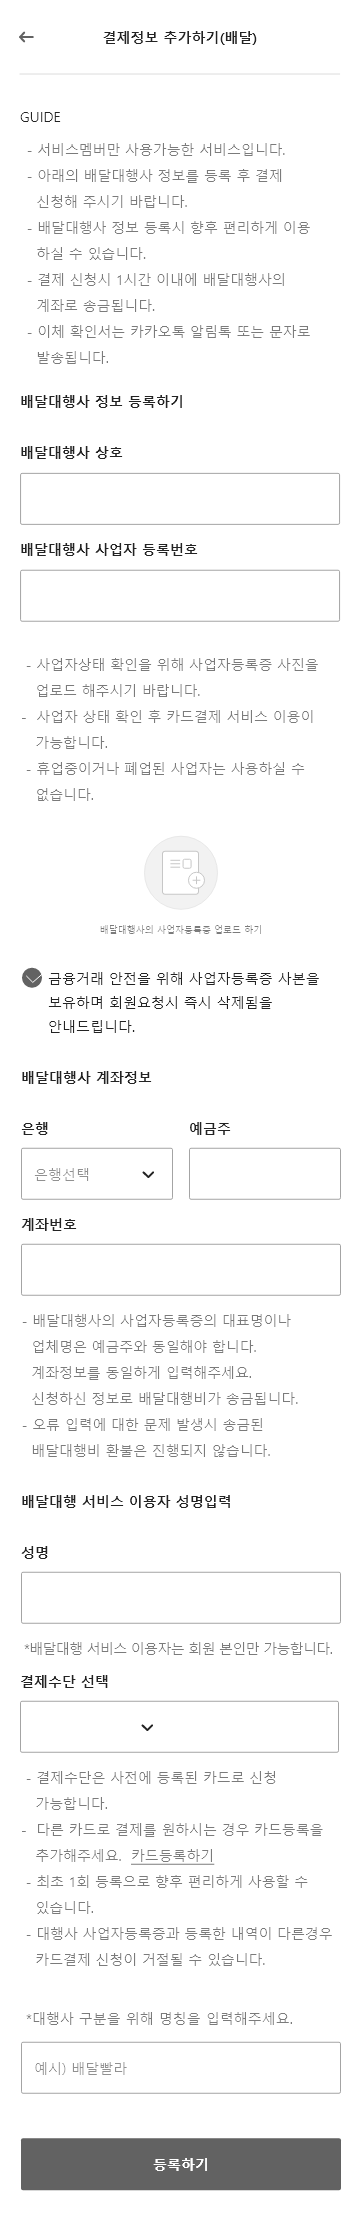 결제정보 추가하기(배달)
GUIDE
- 서비스멤버만 사용가능한 서비스입니다.
- 아래의 배달대행사 정보를 등록 후 결제
신청해 주시기 바랍니다.
- 배달대행사 정보 등록시 향후 편리하게 이용
하실 수 있습니다.
- 결제 신청시 1시간 이내에 배달대행사의
계좌로 송금됩니다.
- 이체 확인서는 카카오톡 알림톡 또는 문자로
발송됩니다.
배달대행사 정보 등록하기
배달대행사 상호
배달대행사 사업자 등록번호
- 사업자상태 확인을 위해 사업자등록증 사진을
업로드 해주시기 바랍니다.
- 사업자 상태 확인 후 카드결제 서비스 이용이
가능합니다.
- 휴업중이거나 폐업된 사업자는 사용하실 수
없습니다.
배달대행사의 사업자등록증 업로드 하기
금융거래 안전을 위해 사업자등록증 사본을
보유하며 회원요청시 즉시 삭제됨을
안내드립니다.
배달대행사 계좌정보
은행 예금주
은행선택
계좌번호
- 배달대행사의 사업자등록증의 대표명이나
업체명은 예금주와 동일해야 합니다.
계좌정보를 동일하게 입력해주세요.
신청하신 정보로 배달대행비가 송금됩니다.
- 오류 입력에 대한 문제 발생시 송금된
배달대행비 환불은 진행되지 않습니다.
배달대행 서비스 이용자 성명입력
성명
*배달대행 서비스 이용자는 회원 본인만 가능합니다.
결제수단 선택
- 결제수단은 사전에 등록된 카드로 신청
가능합니다.
- 다른 카드로 결제를 원하시는 경우 카드등록을
추가해주세요. 카드등록하기
- 최초 1회 등록으로 향후 편리하게 사용할 수
있습니다.
- 대행사 사업자등록증과 등록한 내역이 다른경우
카드결제 신청이 거절될 수 있습니다.
*대행사 구분을 위해 명칭을 입력해주세요.
예시) 배달빨라
등록하기